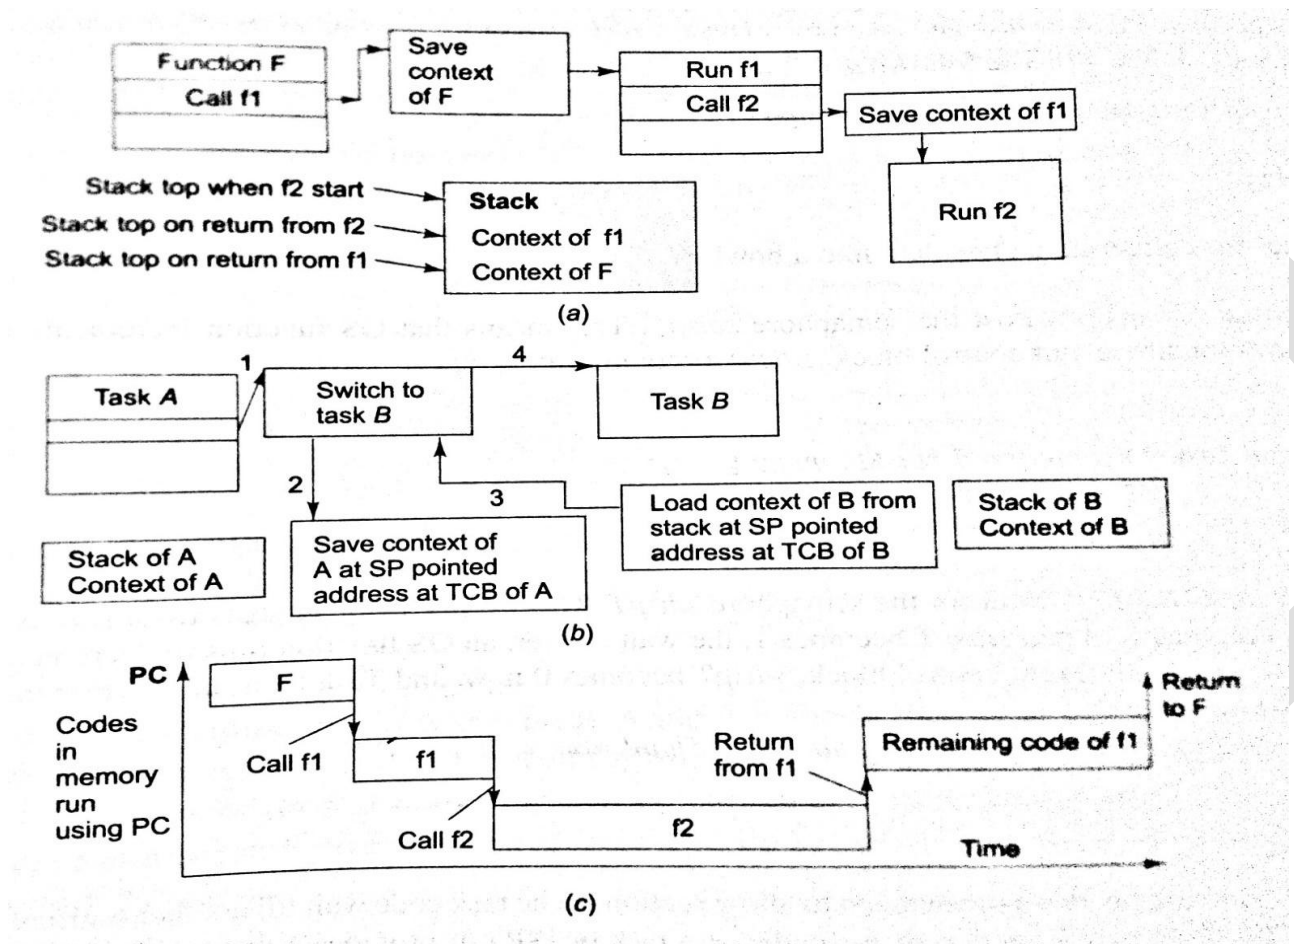 Function F
Call f1
Save
context
of F
Run f1
Call f2
Save context of f1
Run f2
Stack top when f2 start
Stack top on return from f2
Stack top on return from f1
Stack
Context of f1
Context of F
(a)
1
4
Task A
Switch to
task B
Task B
2
3
Stack of A
Context of A
Save context of
A at SP pointed
address at TCB of A
Load context of B from
stack at SP pointed
address at TCB of B
Stack of B
Context of B
(b)
PC
Codes
in
memory
run
using PC
F
Call f1
f1
Call f2
f2
Return
from f1
Remaining code of f1
Return
to F
Time
(c)